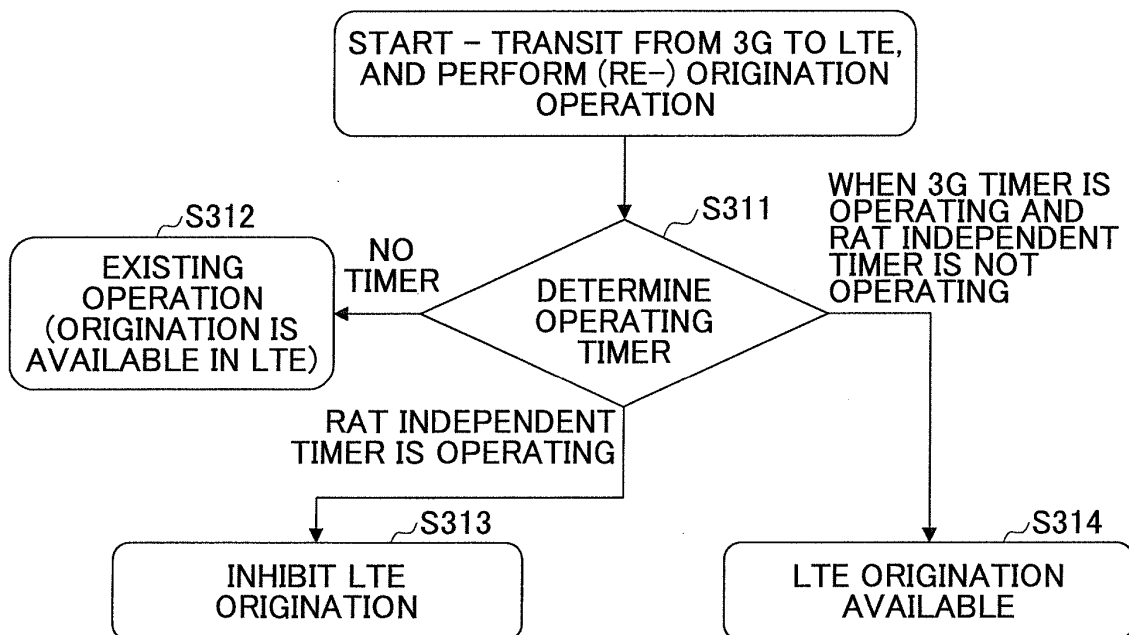 START – TRANSIT FROM 3G TO LTE,
AND PERFORM (RE-) ORIGINATION
OPERATION
S311
WHEN 3G TIMER IS
OPERATING AND
RAT INDEPENDENT
TIMER IS NOT
OPERATING
S312
NO
TIMER
EXISTING
OPERATION
(ORIGINATION IS
AVAILABLE IN LTE)
DETERMINE
OPERATING
TIMER
RAT INDEPENDENT
TIMER IS OPERATING
S313
INHIBIT LTE
ORIGINATION
S314
LTE ORIGINATION
AVAILABLE